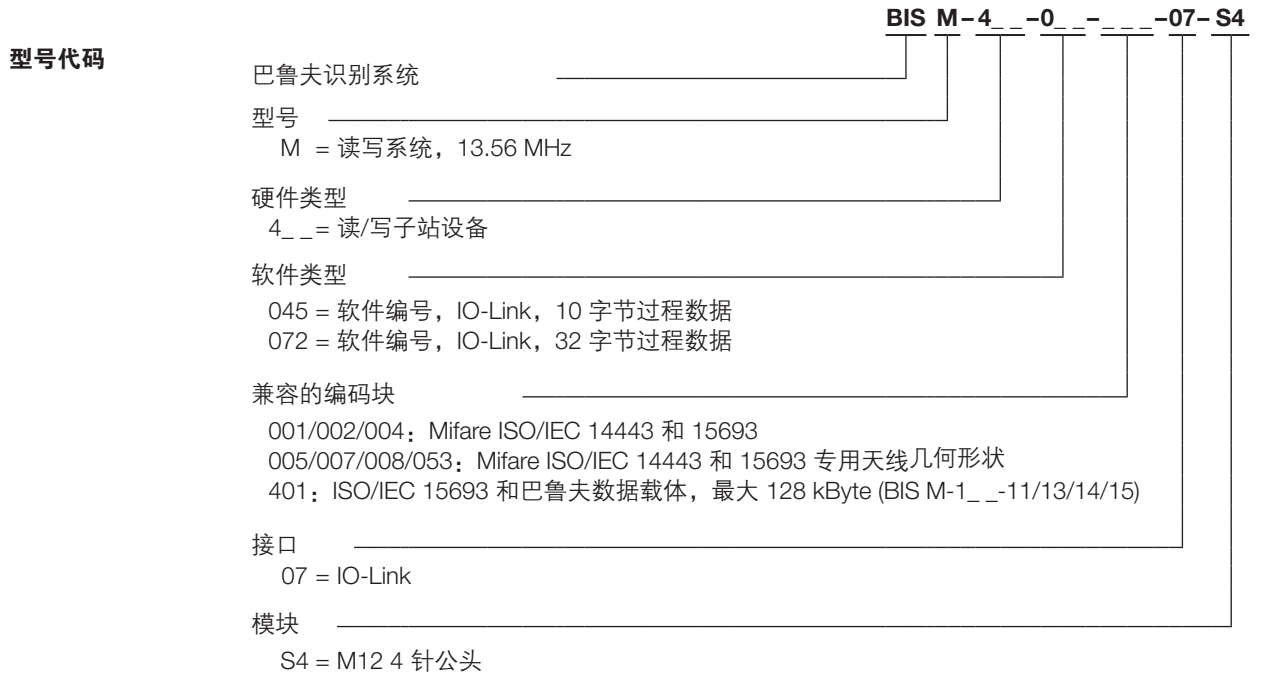 BIS M–4_ _–0_ _–_ _ _–07–S4
型号代码
巴鲁夫识别系统
型号
M = 读写系统，13.56 MHz
硬件类型
4_ _= 读/写子站设备
软件类型
045 = 软件编号，IO-Link，10 字节过程数据
072 = 软件编号，IO-Link，32 字节过程数据
兼容的编码块
001/002/004：Mifare ISO/IEC 14443 和 15693
005/007/008/053：Mifare ISO/IEC 14443 和 15693 专用天线几何形状
401：ISO/IEC 15693 和巴鲁夫数据载体，最大 128 kByte (BIS M-1_ _-11/13/14/15)
接口
07 = IO-Link
模块
S4 = M12 4 针公头